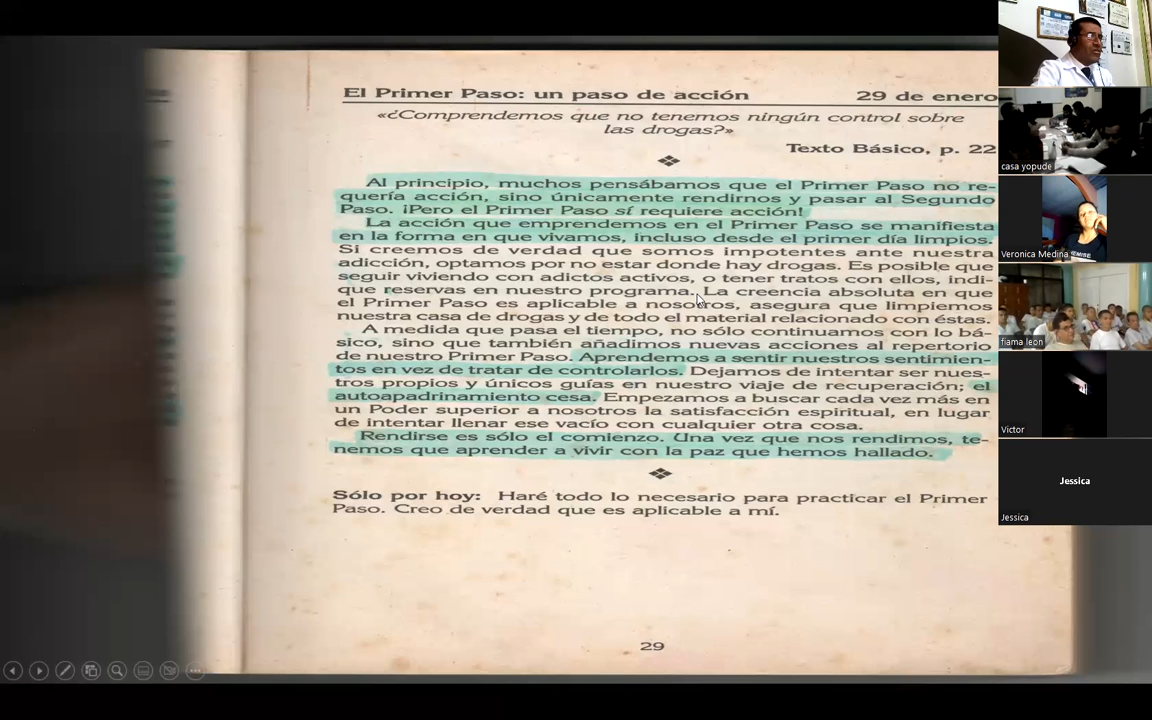 El Primer Paso: un paso de acción 29 de enero
«¿Comprendemos que no tenemos ningún control sobre
las drogas?»
Texto Básico, p. 22
Al principio, muchos pensábamos que el Primer Paso no re-
quería acción, sino únicamente rendirnos y pasar al Segundo
Paso. ¡Pero el Primer Paso sí requiere acción!
La acción que emprendemos en el Primer Paso se manifiesta
en la forma en que vivamos, incluso desde el primer día limpios.
Si creemos de verdad que somos impotentes ante nuestra
adicción, optamos por no estar donde hay drogas. Es posible que
seguir viviendo con adictos activos, o tener tratos con ellos, indi-
que reservas en nuestro programa. La creencia absoluta en que
el Primer Paso es aplicable a nosotros, asegura que limpiemos
nuestra casa de drogas y de todo el material relacionado con éstas.
A medida que pasa el tiempo, no sólo continuamos con lo bá-
sico, sino que también añadimos nuevas acciones al repertorio
de nuestro Primer Paso. Aprendemos a sentir nuestros sentimien-
tos en vez de tratar de controlarlos. Dejamos de intentar ser nues-
tros propios y únicos guías en nuestro viaje de recuperación; el
autoapadrinamiento cesa. Empezamos a buscar cada vez más en
un Poder superior a nosotros la satisfacción espiritual, en lugar
de intentar llenar ese vacío con cualquier otra cosa.
Rendirse es sólo el comienzo. Una vez que nos rendimos, te-
nemos que aprender a vivir con la paz que hemos hallado.
Sólo por hoy: Haré todo lo necesario para practicar el Primer
Paso. Creo de verdad que es aplicable a mí.
29
casa yopude
Veronica Medina
fiama leon
Victor
Jessica
Jessica